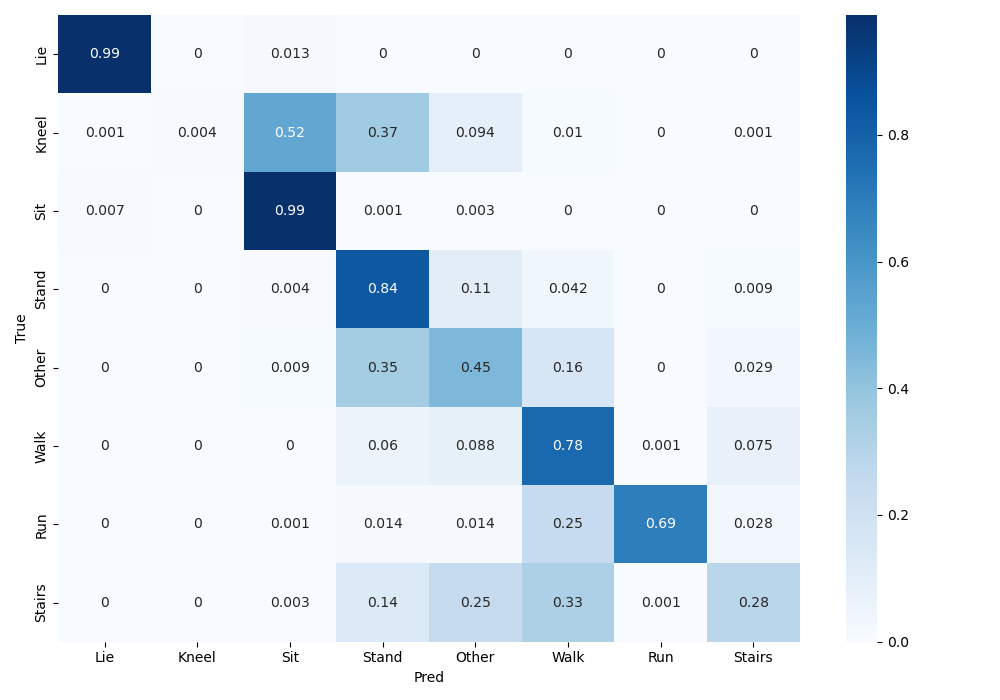 True
Lie 0.99 0 0.013 0 0 0 0 0
Kneel 0.001 0.004 0.52 0.37 0.094 0.01 0 0.001
Sit 0.007 0 0.99 0.001 0.003 0 0 0
Stand 0 0 0.004 0.84 0.11 0.042 0 0.009
Other 0 0 0.009 0.35 0.45 0.16 0 0.029
Walk 0 0 0 0.06 0.088 0.78 0.001 0.075
Run 0 0 0.001 0.014 0.014 0.25 0.69 0.028
Stairs 0 0 0.003 0.14 0.25 0.33 0.001 0.28
Lie Kneel Sit Stand Other Walk Run Stairs
Pred
0.8
0.6
0.4
0.2
0.0